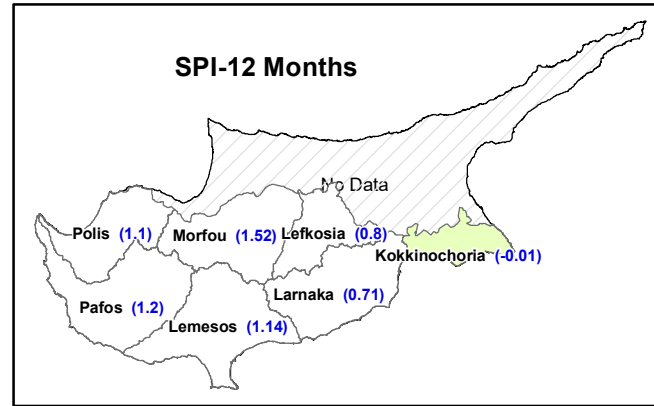 SPI-12 Months
No Data
Polis (1.1)
Morfou (1.52)
Lefkosia (0.8)
Kokkinochoria (-0.01)
Pafos (1.2)
Larnaka (0.71)
Lemesos (1.14)